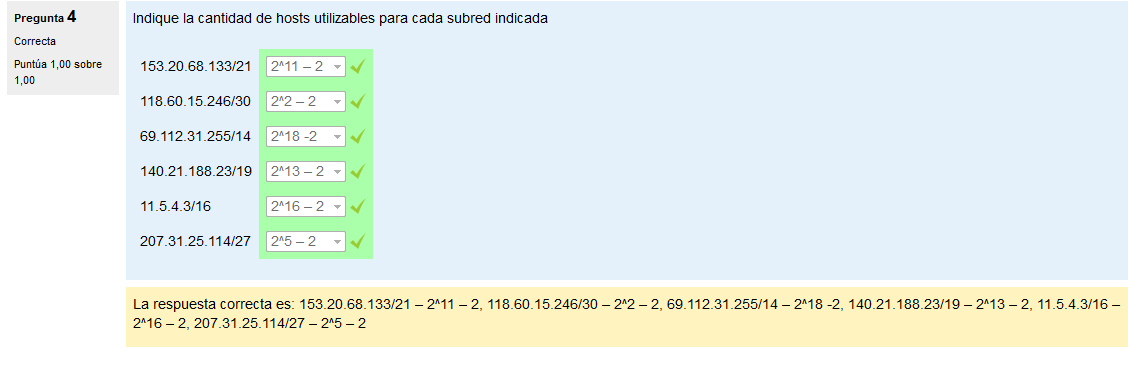 Pregunta 4
Correcta
Puntúa 1,00 sobre
1,00
Indique la cantidad de hosts utilizables para cada subred indicada
153.20.68.133/21 2^11 – 2
118.60.15.246/30 2^2 – 2
69.112.31.255/14 2^18 -2
140.21.188.23/19 2^13 – 2
11.5.4.3/16 2^16 – 2
207.31.25.114/27 2^5 – 2
La respuesta correcta es: 153.20.68.133/21 – 2^11 – 2, 118.60.15.246/30 – 2^2 – 2, 69.112.31.255/14 – 2^18 -2, 140.21.188.23/19 – 2^13 – 2, 11.5.4.3/16 –
2^16 – 2, 207.31.25.114/27 – 2^5 – 2